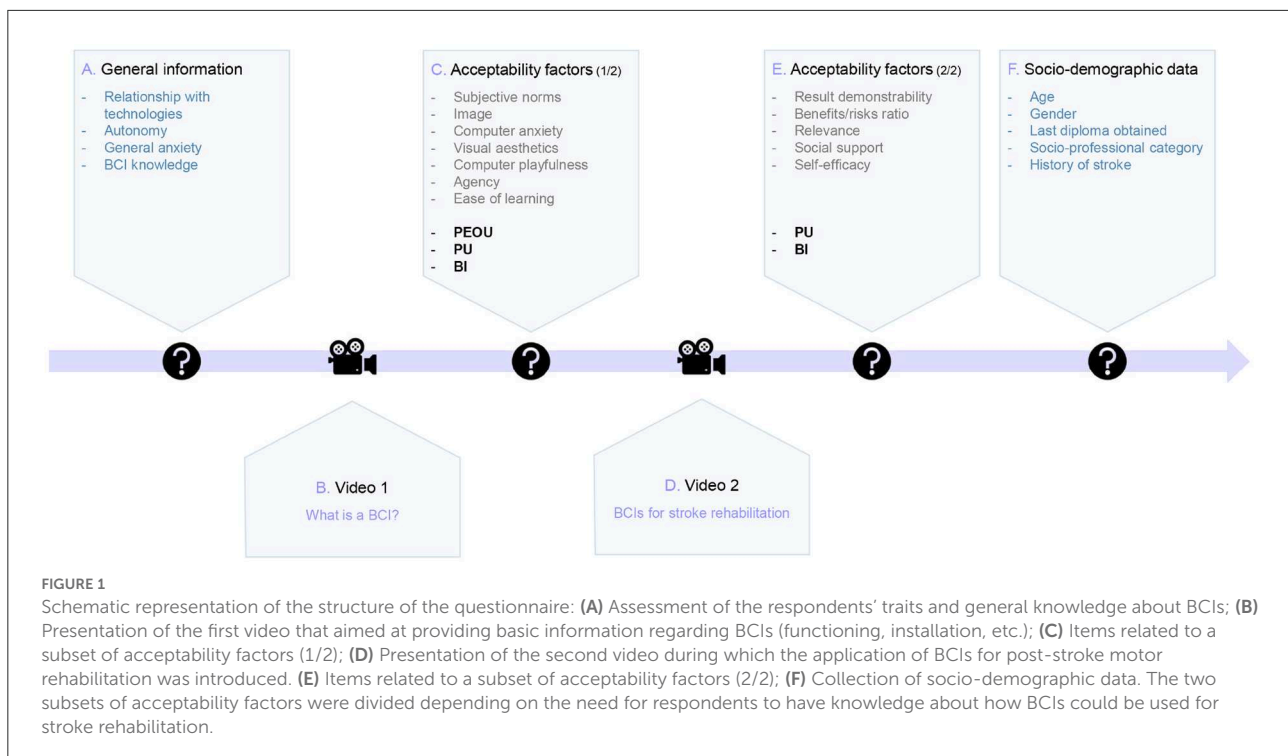 A. General information
- Relationship with
technologies
- Autonomy
- General anxiety
- BCI knowledge
C. Acceptability factors (1/2)
- Subjective norms
- Image
- Computer anxiety
- Visual aesthetics
- Computer playfulness
- Agency
- Ease of learning
- PEOU
- PU
- BI
E. Acceptability factors (2/2)
- Result demonstrability
- Benefits/risks ratio
- Relevance
- Social support
- Self-efficacy
- PU
- BI
F. Socio-demographic data
- Age
- Gender
- Last diploma obtained
- Socio-professional category
- History of stroke
? ? ? ?
B. Video 1
What is a BCI?
D. Video 2
BCIs for stroke rehabilitation
FIGURE 1
Schematic representation of the structure of the questionnaire: (A) Assessment of the respondents' traits and general knowledge about BCIs; (B)
Presentation of the first video that aimed at providing basic information regarding BCIs (functioning, installation, etc.); (C) Items related to a
subset of acceptability factors (1/2); (D) Presentation of the second video during which the application of BCIs for post-stroke motor
rehabilitation was introduced. (E) Items related to a subset of acceptability factors (2/2); (F) Collection of socio-demographic data. The two
subsets of acceptability factors were divided depending on the need for respondents to have knowledge about how BCIs could be used for
stroke rehabilitation.